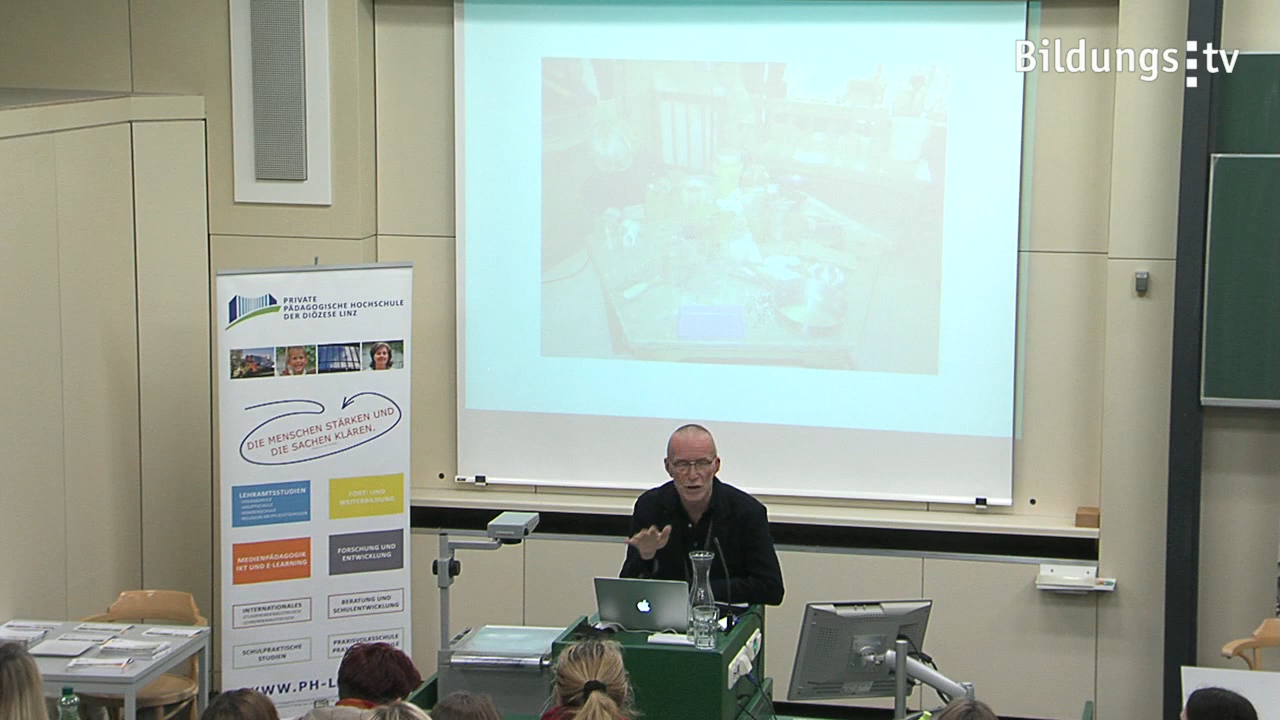 Bildungs:tv
PRIVATE
PÄDAGOGISCHE HOCHSCHULE
DER DIÖZESE LINZ
DIE MENSCHEN STÄRKEN UND
DIE SACHEN KLÄREN.
LEHRAMTSSTUDIEN
FORT- UND
WEITERBILDUNG
MEDIENPÄDAGOGIK
IKT UND E-LEARNING
FORSCHUNG UND
ENTWICKLUNG
INTERNATIONALES
BERATUNG UND
SCHULENTWICKLUNG
SCHULPRAKTISCHE
STUDIEN
PRAXISVOLKSSCHULE
WWW.PH-L